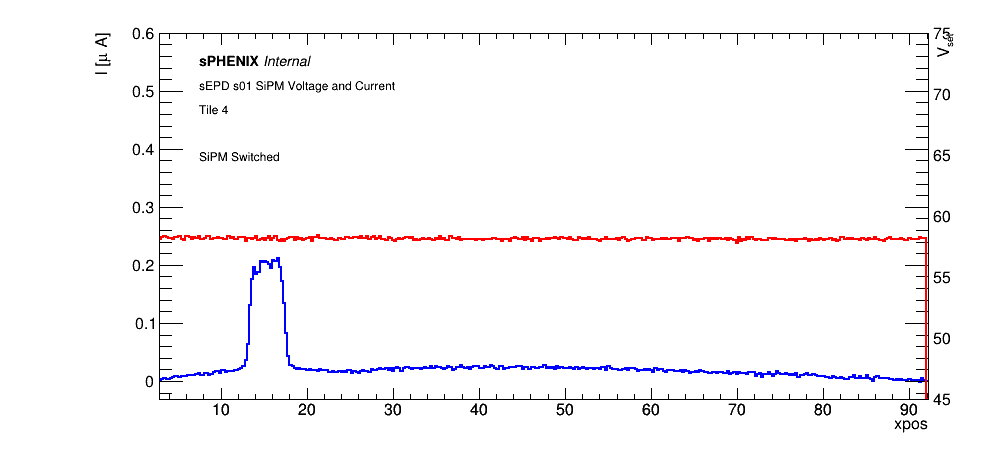 I [μ A]
0.6
0.5
0.4
0.3
0.2
0.1
0
sPHENIX Internal
sEPD s01 SiPM Voltage and Current
Tile 4
SiPM Switched
75
70
65
60
55
50
45
V_set
10 20 30 40 50 60 70 80 90
xpos